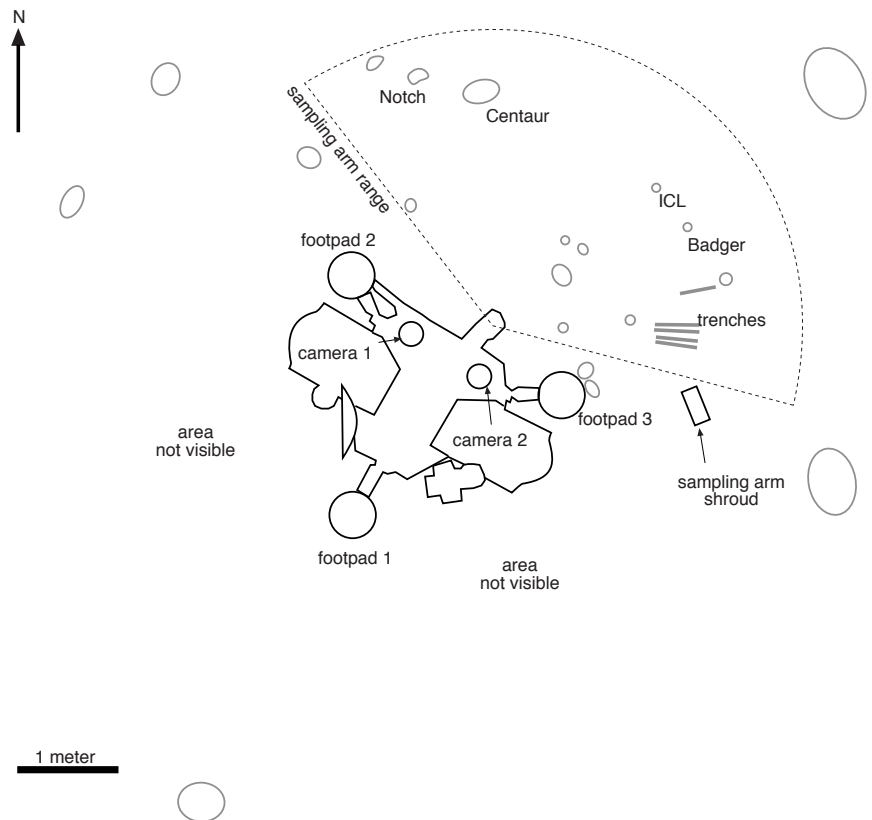 N
Notch
Centaur
sampling arm range
ICL
Badger
footpad 2
trenches
camera 1
footpad 3
camera 2
area
not visible
sampling arm
shroud
footpad 1
area
not visible
1 meter